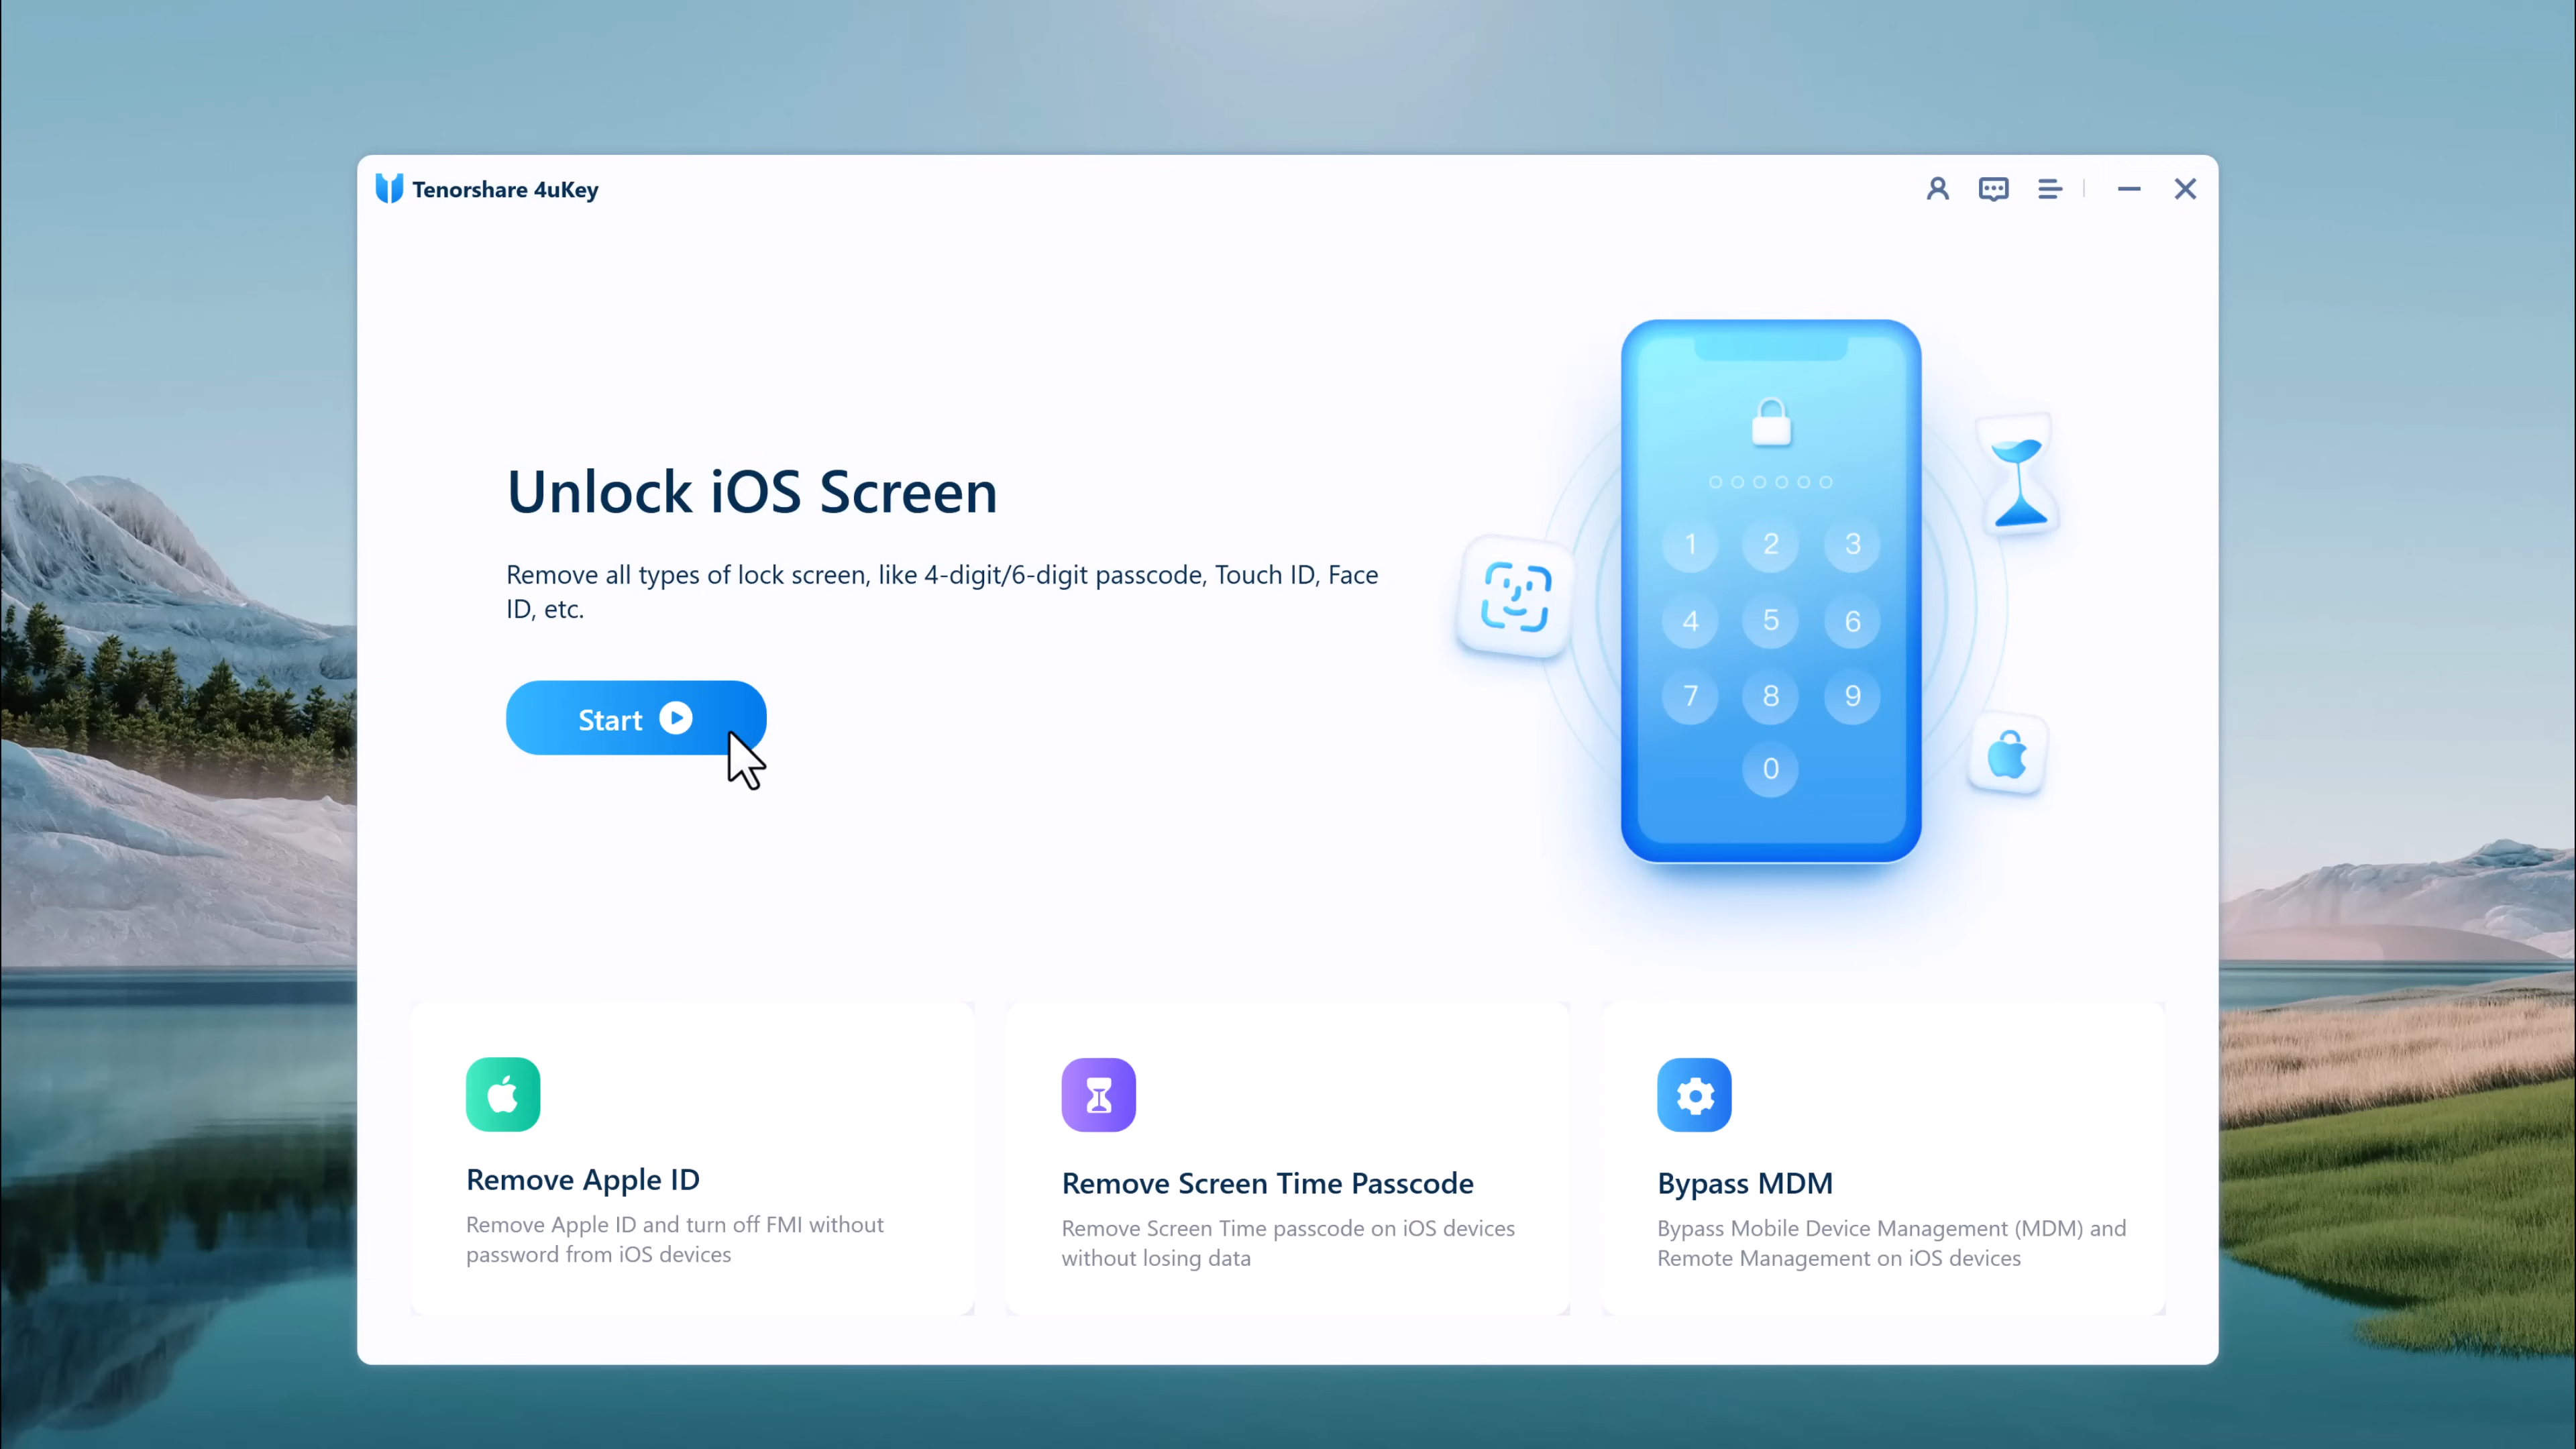 Tenorshare 4uKey
Unlock iOS Screen
Remove all types of lock screen, like 4-digit/6-digit passcode, Touch ID, Face
ID, etc.
Start
1 2 3
4 5 6
7 8 9
0
Remove Apple ID
Remove Apple ID and turn off FMI without
password from iOS devices
Remove Screen Time Passcode
Remove Screen Time passcode on iOS devices
without losing data
Bypass MDM
Bypass Mobile Device Management (MDM) and
Remote Management on iOS devices